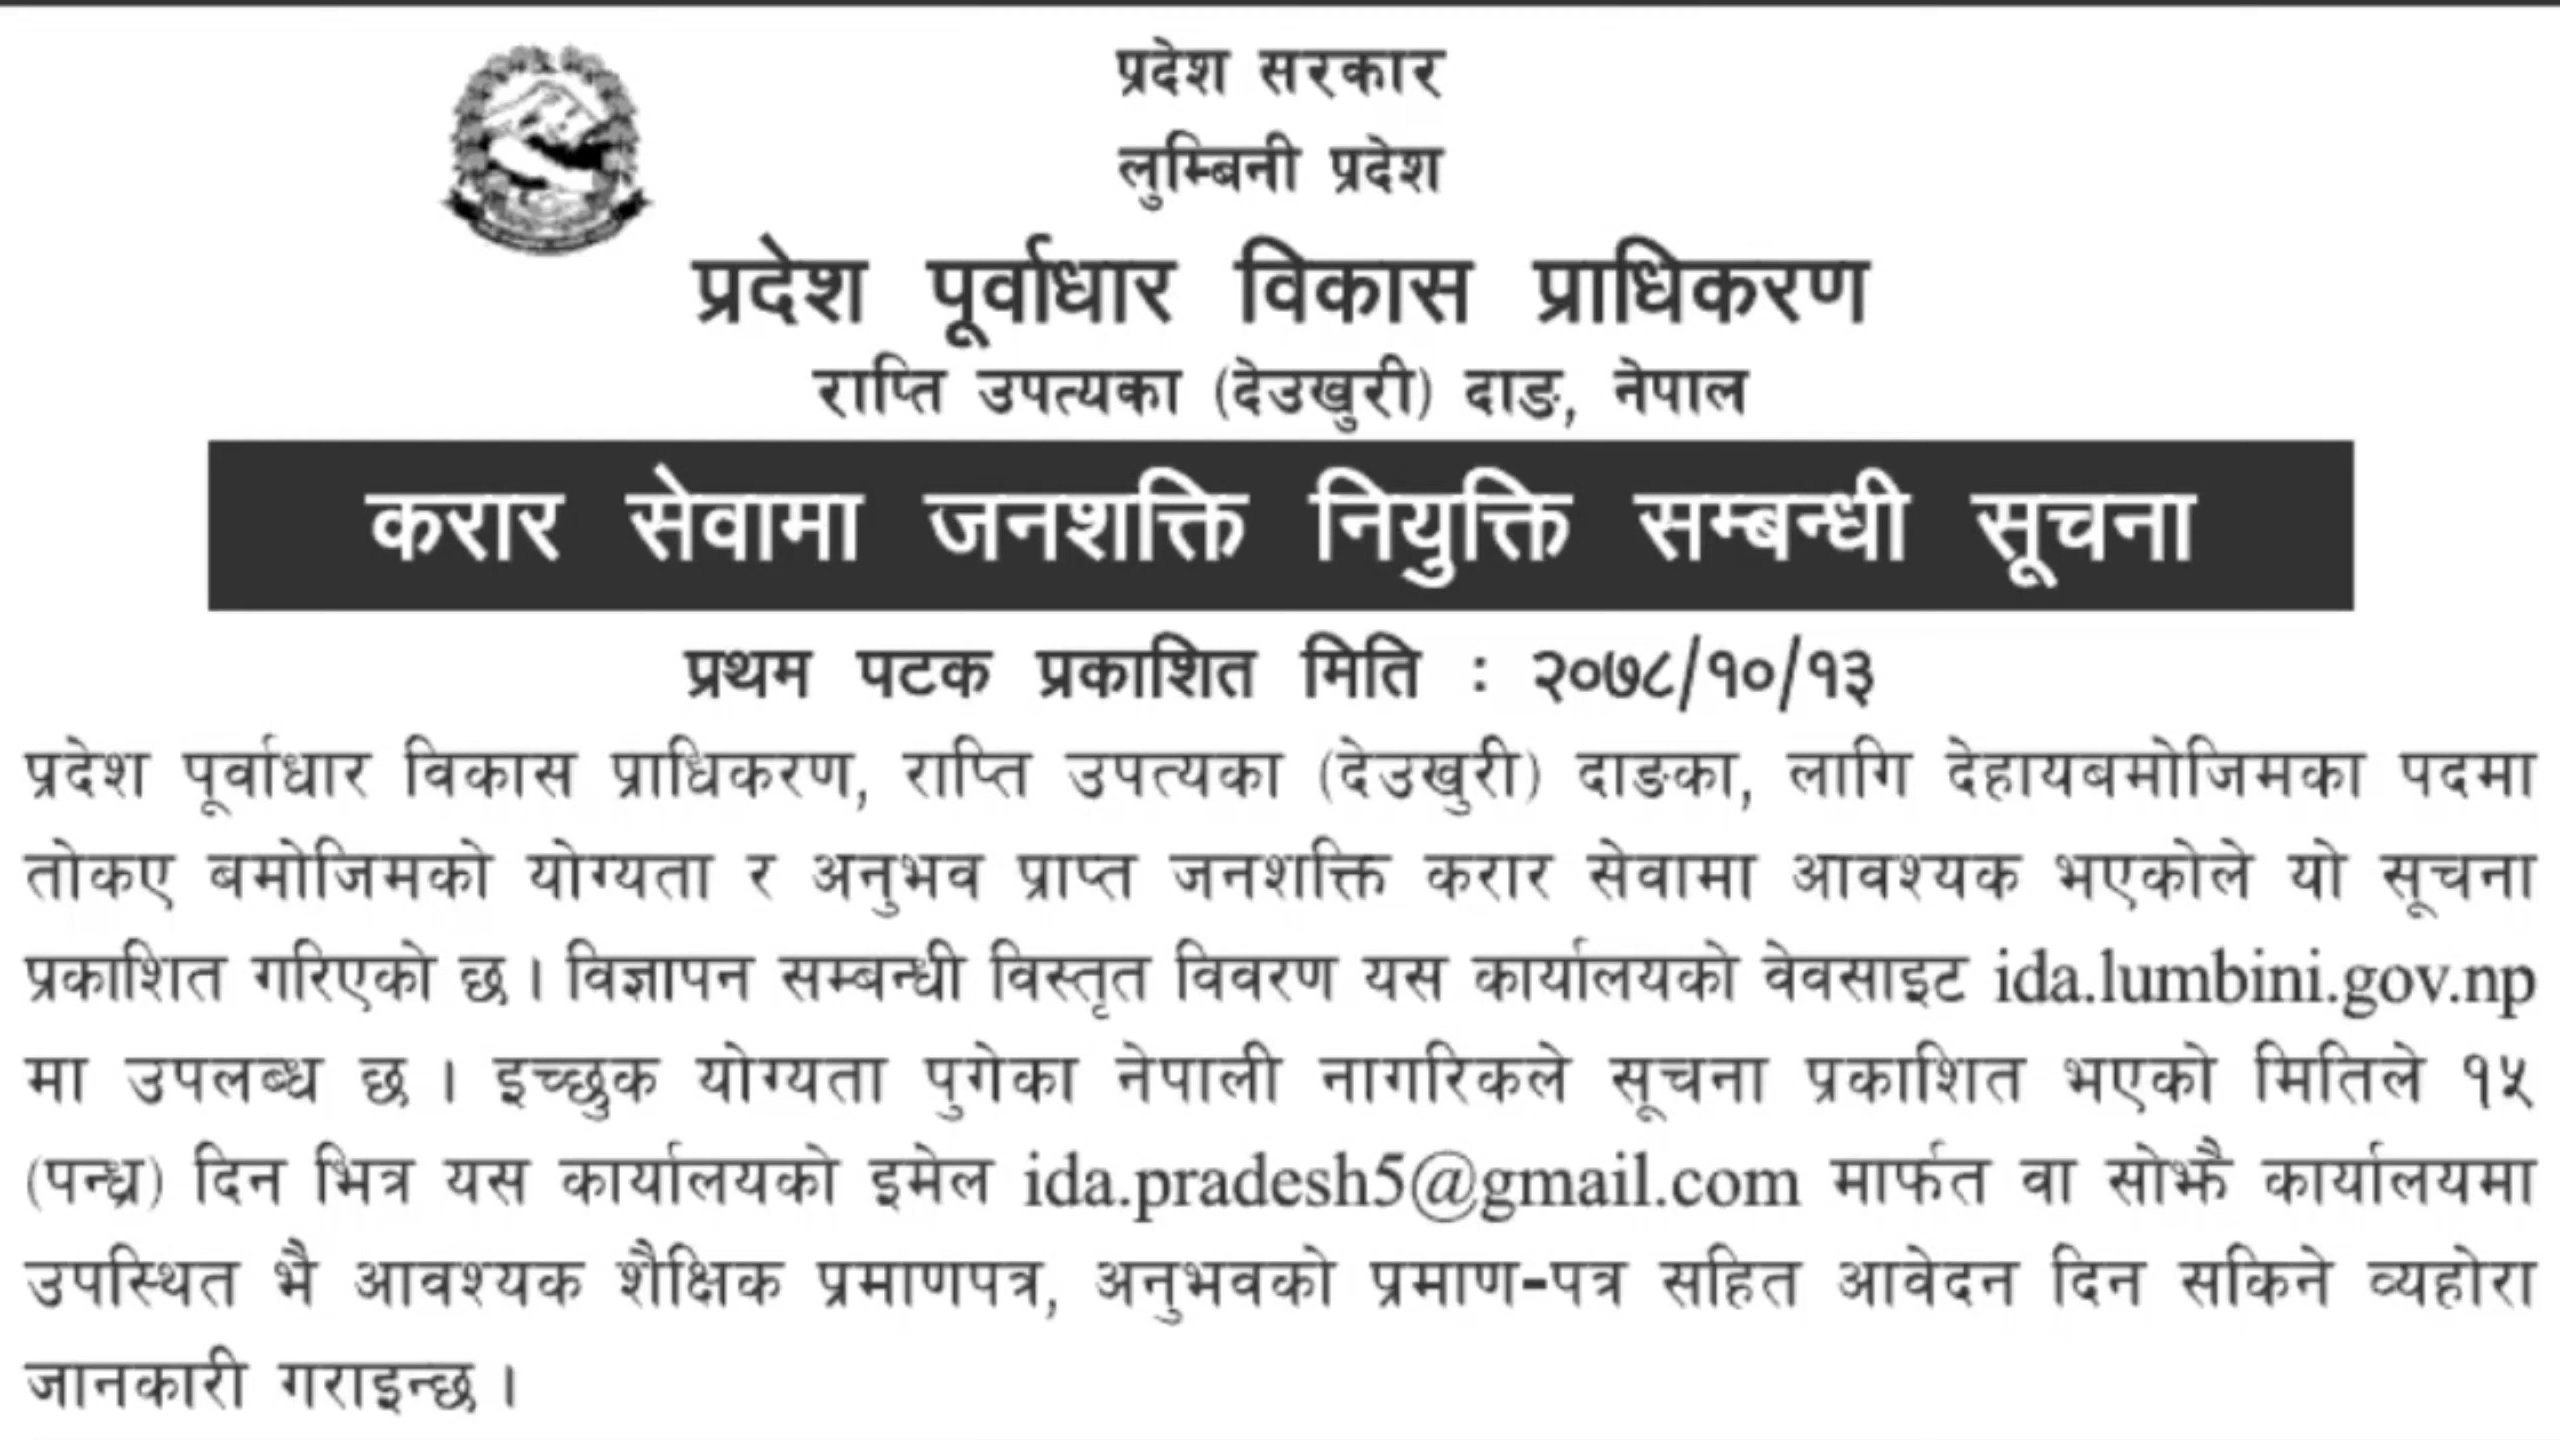 प्रदेश सरकार
लुम्बिनी प्रदेश
प्रदेश पूर्वाधार विकास प्राधिकरण
राप्ति उपत्यका (देउखुरी) दाङ, नेपाल
करार सेवामा जनशक्ति नियुक्ति सम्बन्धी सूचना
प्रथम पटक प्रकाशित मिति : २०७८/१०/१३
प्रदेश पूर्वाधार विकास प्राधिकरण, राप्ति उपत्यका (देउखुरी) दाङका, लागि देहायबमोजिमका पदमा
तोकए बमोजिमको योग्यता र अनुभव प्राप्त जनशक्ति करार सेवामा आवश्यक भएकोले यो सूचना
प्रकाशित गरिएको छ । विज्ञापन सम्बन्धी विस्तृत विवरण यस कार्यालयको वेवसाइट ida.lumbini.gov.np
मा उपलब्ध छ । इच्छुक योग्यता पुगेका नेपाली नागरिकले सूचना प्रकाशित भएको मितिले १५
(पन्ध्र) दिन भित्र यस कार्यालयको इमेल ida.pradesh5@gmail.com मार्फत वा सोझै कार्यालयमा
उपस्थित भै आवश्यक शैक्षिक प्रमाणपत्र, अनुभवको प्रमाण-पत्र सहित आवेदन दिन सकिने व्यहोरा
जानकारी गराइन्छ ।